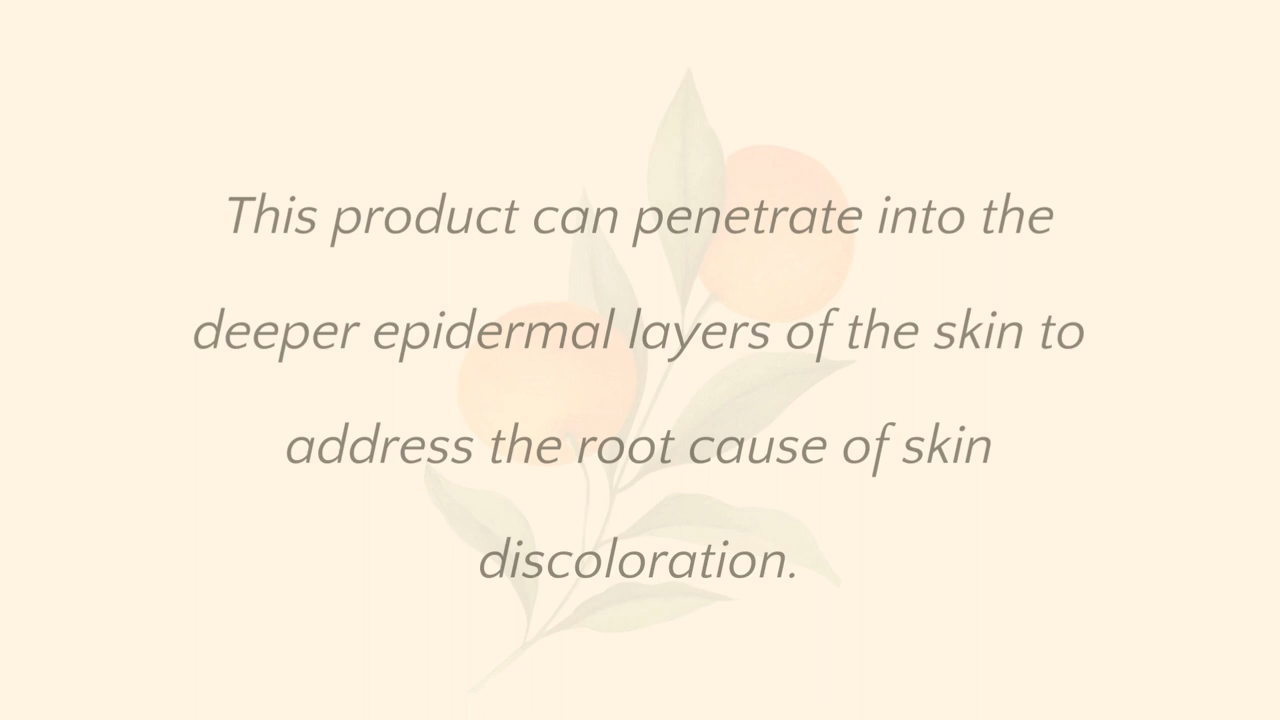 This product can penetrate into the
deeper epidermal layers of the skin to
address the root cause of skin
discoloration.